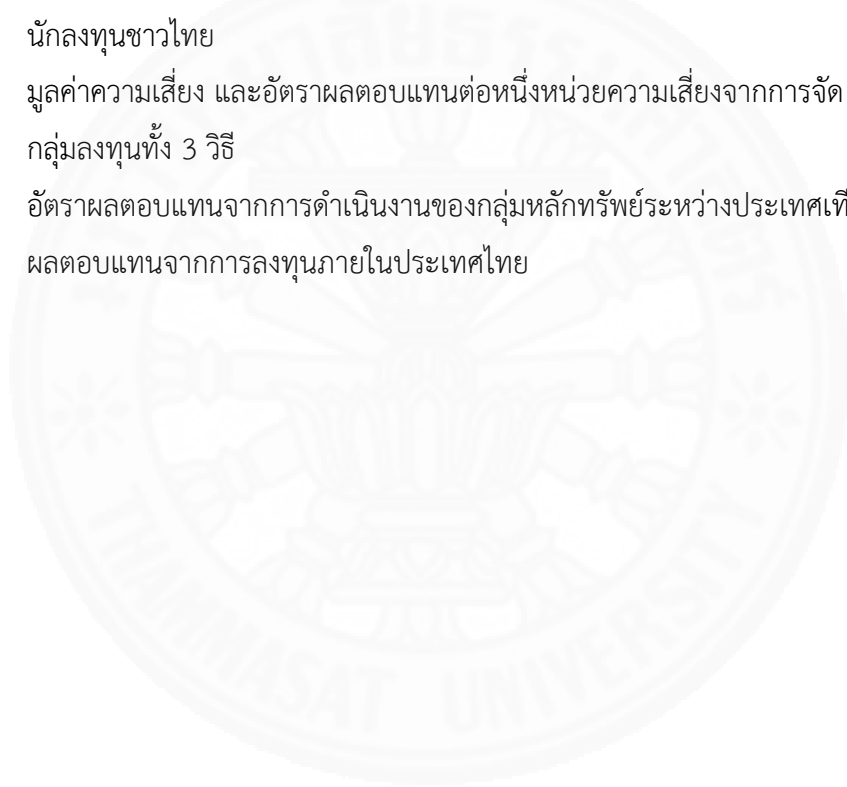 นักลงทุนชาวไทย
มูลค่าความเสี่ยง และอัตราผลตอบแทนต่อหนึ่งหน่วยความเสี่ยงจากการจัด
กลุ่มลงทุนทั้ง 3 วิธี
อัตราผลตอบแทนจากการดำเนินงานของกลุ่มหลักทรัพย์ระหว่างประเทศเที
ผลตอบแทนจากการลงทุนภายในประเทศไทย
THAMMASAT UNIVERSITY